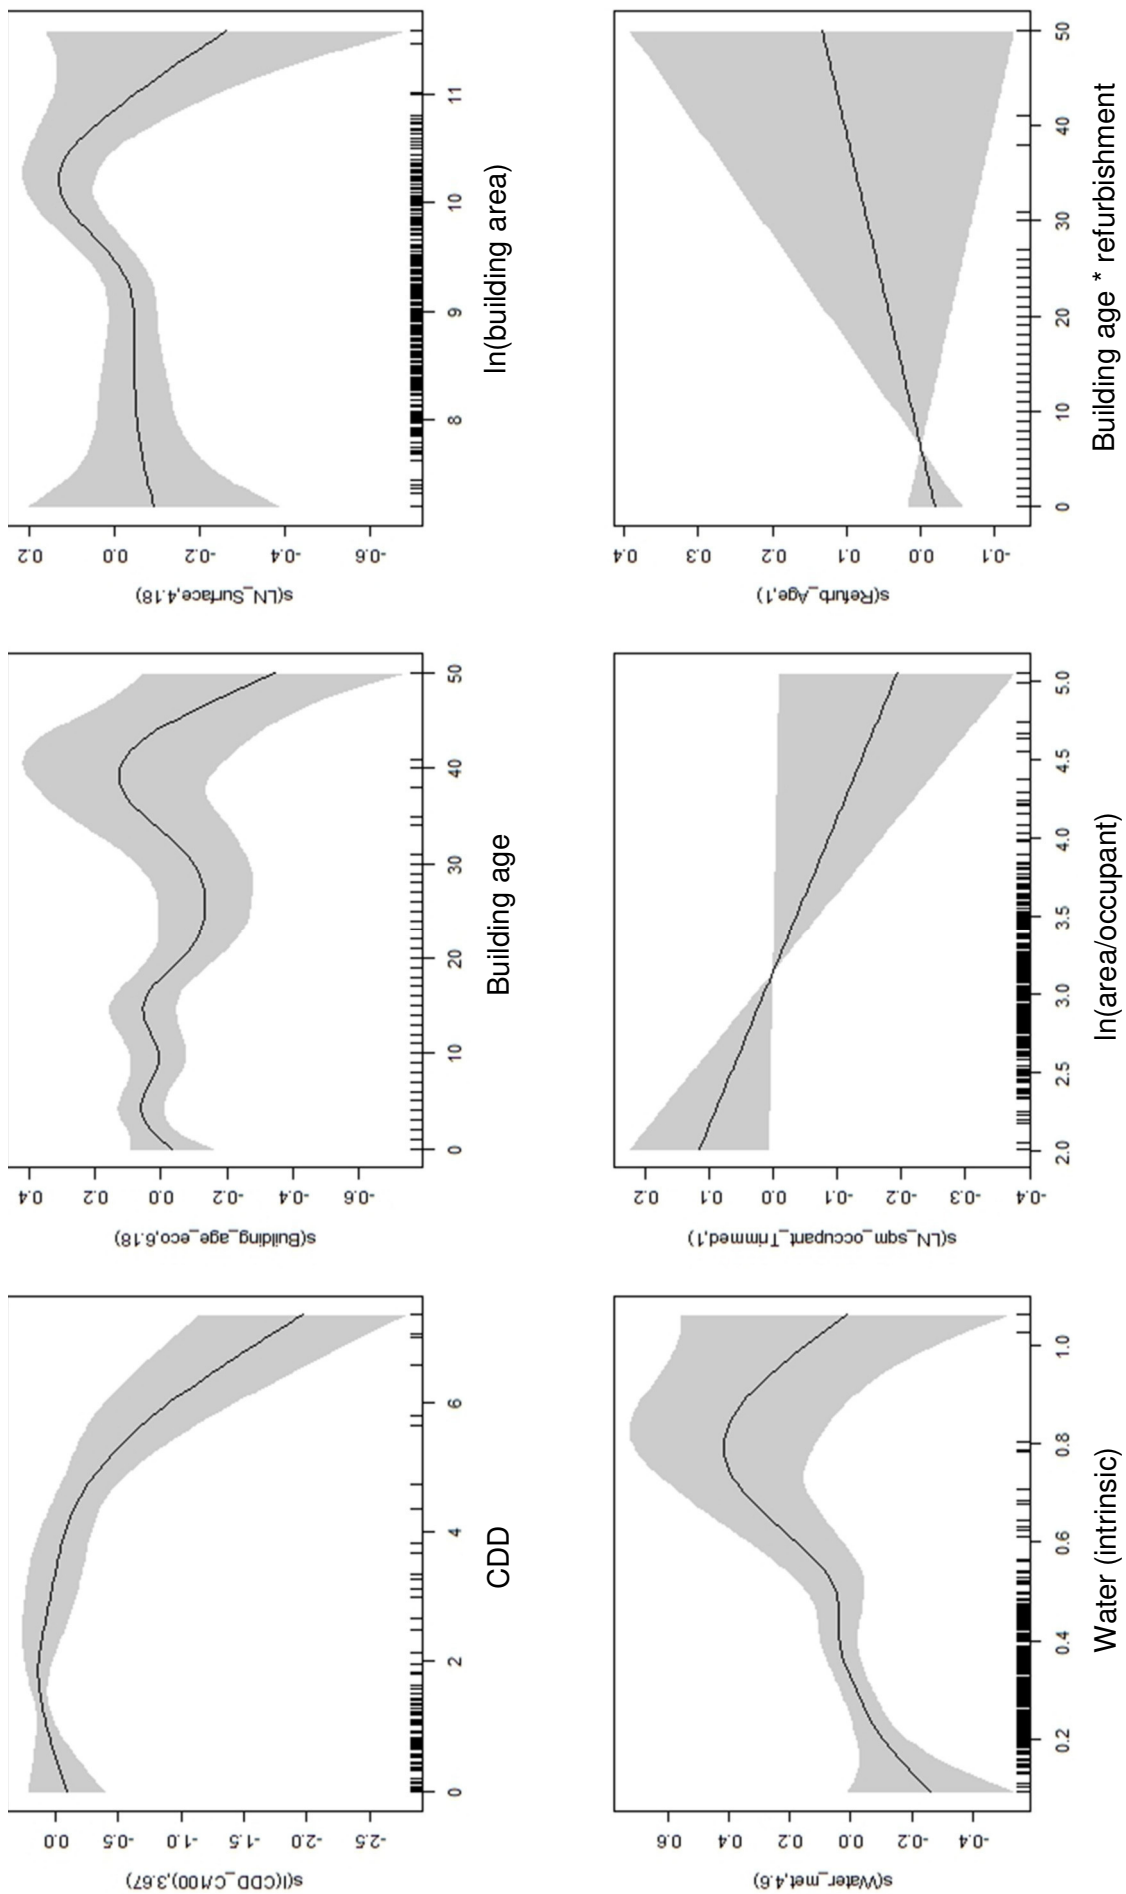 s(I(CDD_C/100),3.67)
0.0 -0.5 -1.0 -1.5 -2.0 -2.5
0 2 4 6
CDD
s(Building_age_eco,6.18)
0.4 0.2 0.0 -0.2 -0.4 -0.6
0 10 20 30 40 50
Building age
s(LN_Surface,4.18)
0.2 0.0 -0.2 -0.4 -0.6
8 9 10 11
ln(building area)
s(Water_met,4.6)
0.6 0.4 0.2 0.0 -0.2 -0.4
0.2 0.4 0.6 0.8 1.0
Water (intrinsic)
s(LN_sqm_occupant_Trimmed,1)
0.2 0.1 0.0 -0.1 -0.2 -0.3 -0.4
2.0 2.5 3.0 3.5 4.0 4.5 5.0
ln(area/occupant)
s(Refurb_Age,1)
0.4 0.3 0.2 0.1 0.0 -0.1
0 10 20 30 40 50
Building age * refurbishment